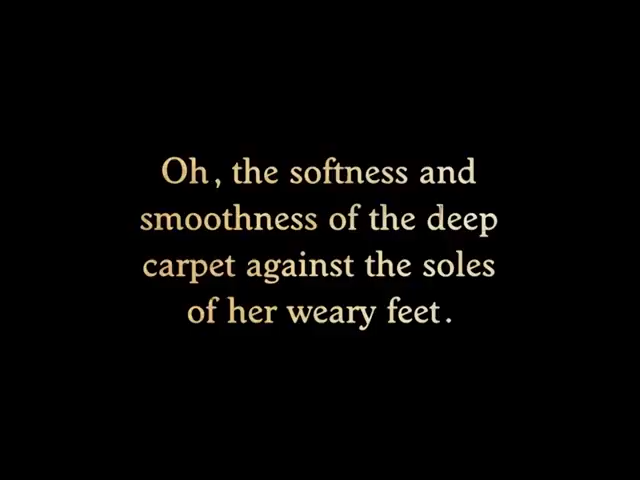 Oh, the softness and
smoothness of the deep
carpet against the soles
of her weary feet.